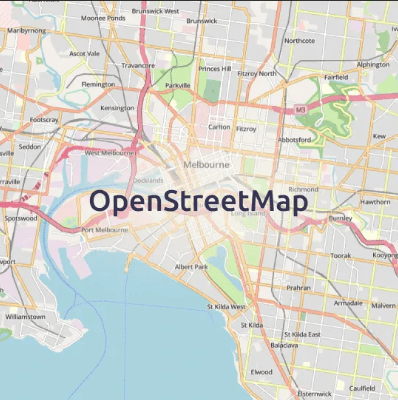 Brunswick West
Moonee Ponds
Brunswick
Maribyrnong
Northcote
Ascot Vale
Travancore
Alphington
Princes Hill
Fitzroy North
Fairfield
Flemington
Parkville
Kensington
M3
Footscray
Carlton
Fitzroy
Kew
Abbotsford
Seddon
West Melbourne
Melbourne
Docklands
Richmond
OpenStreetMap
Hawthorn
Long Island
Spotswood
Burnley
Port Melbourne
Toorak
Kooyong
Albert Park
Prahran
Armadale
St Kilda West
Malvern
Williamstown
St Kilda
St Kilda East
Balaclava
Elwood
Caulfield
Elsternwick